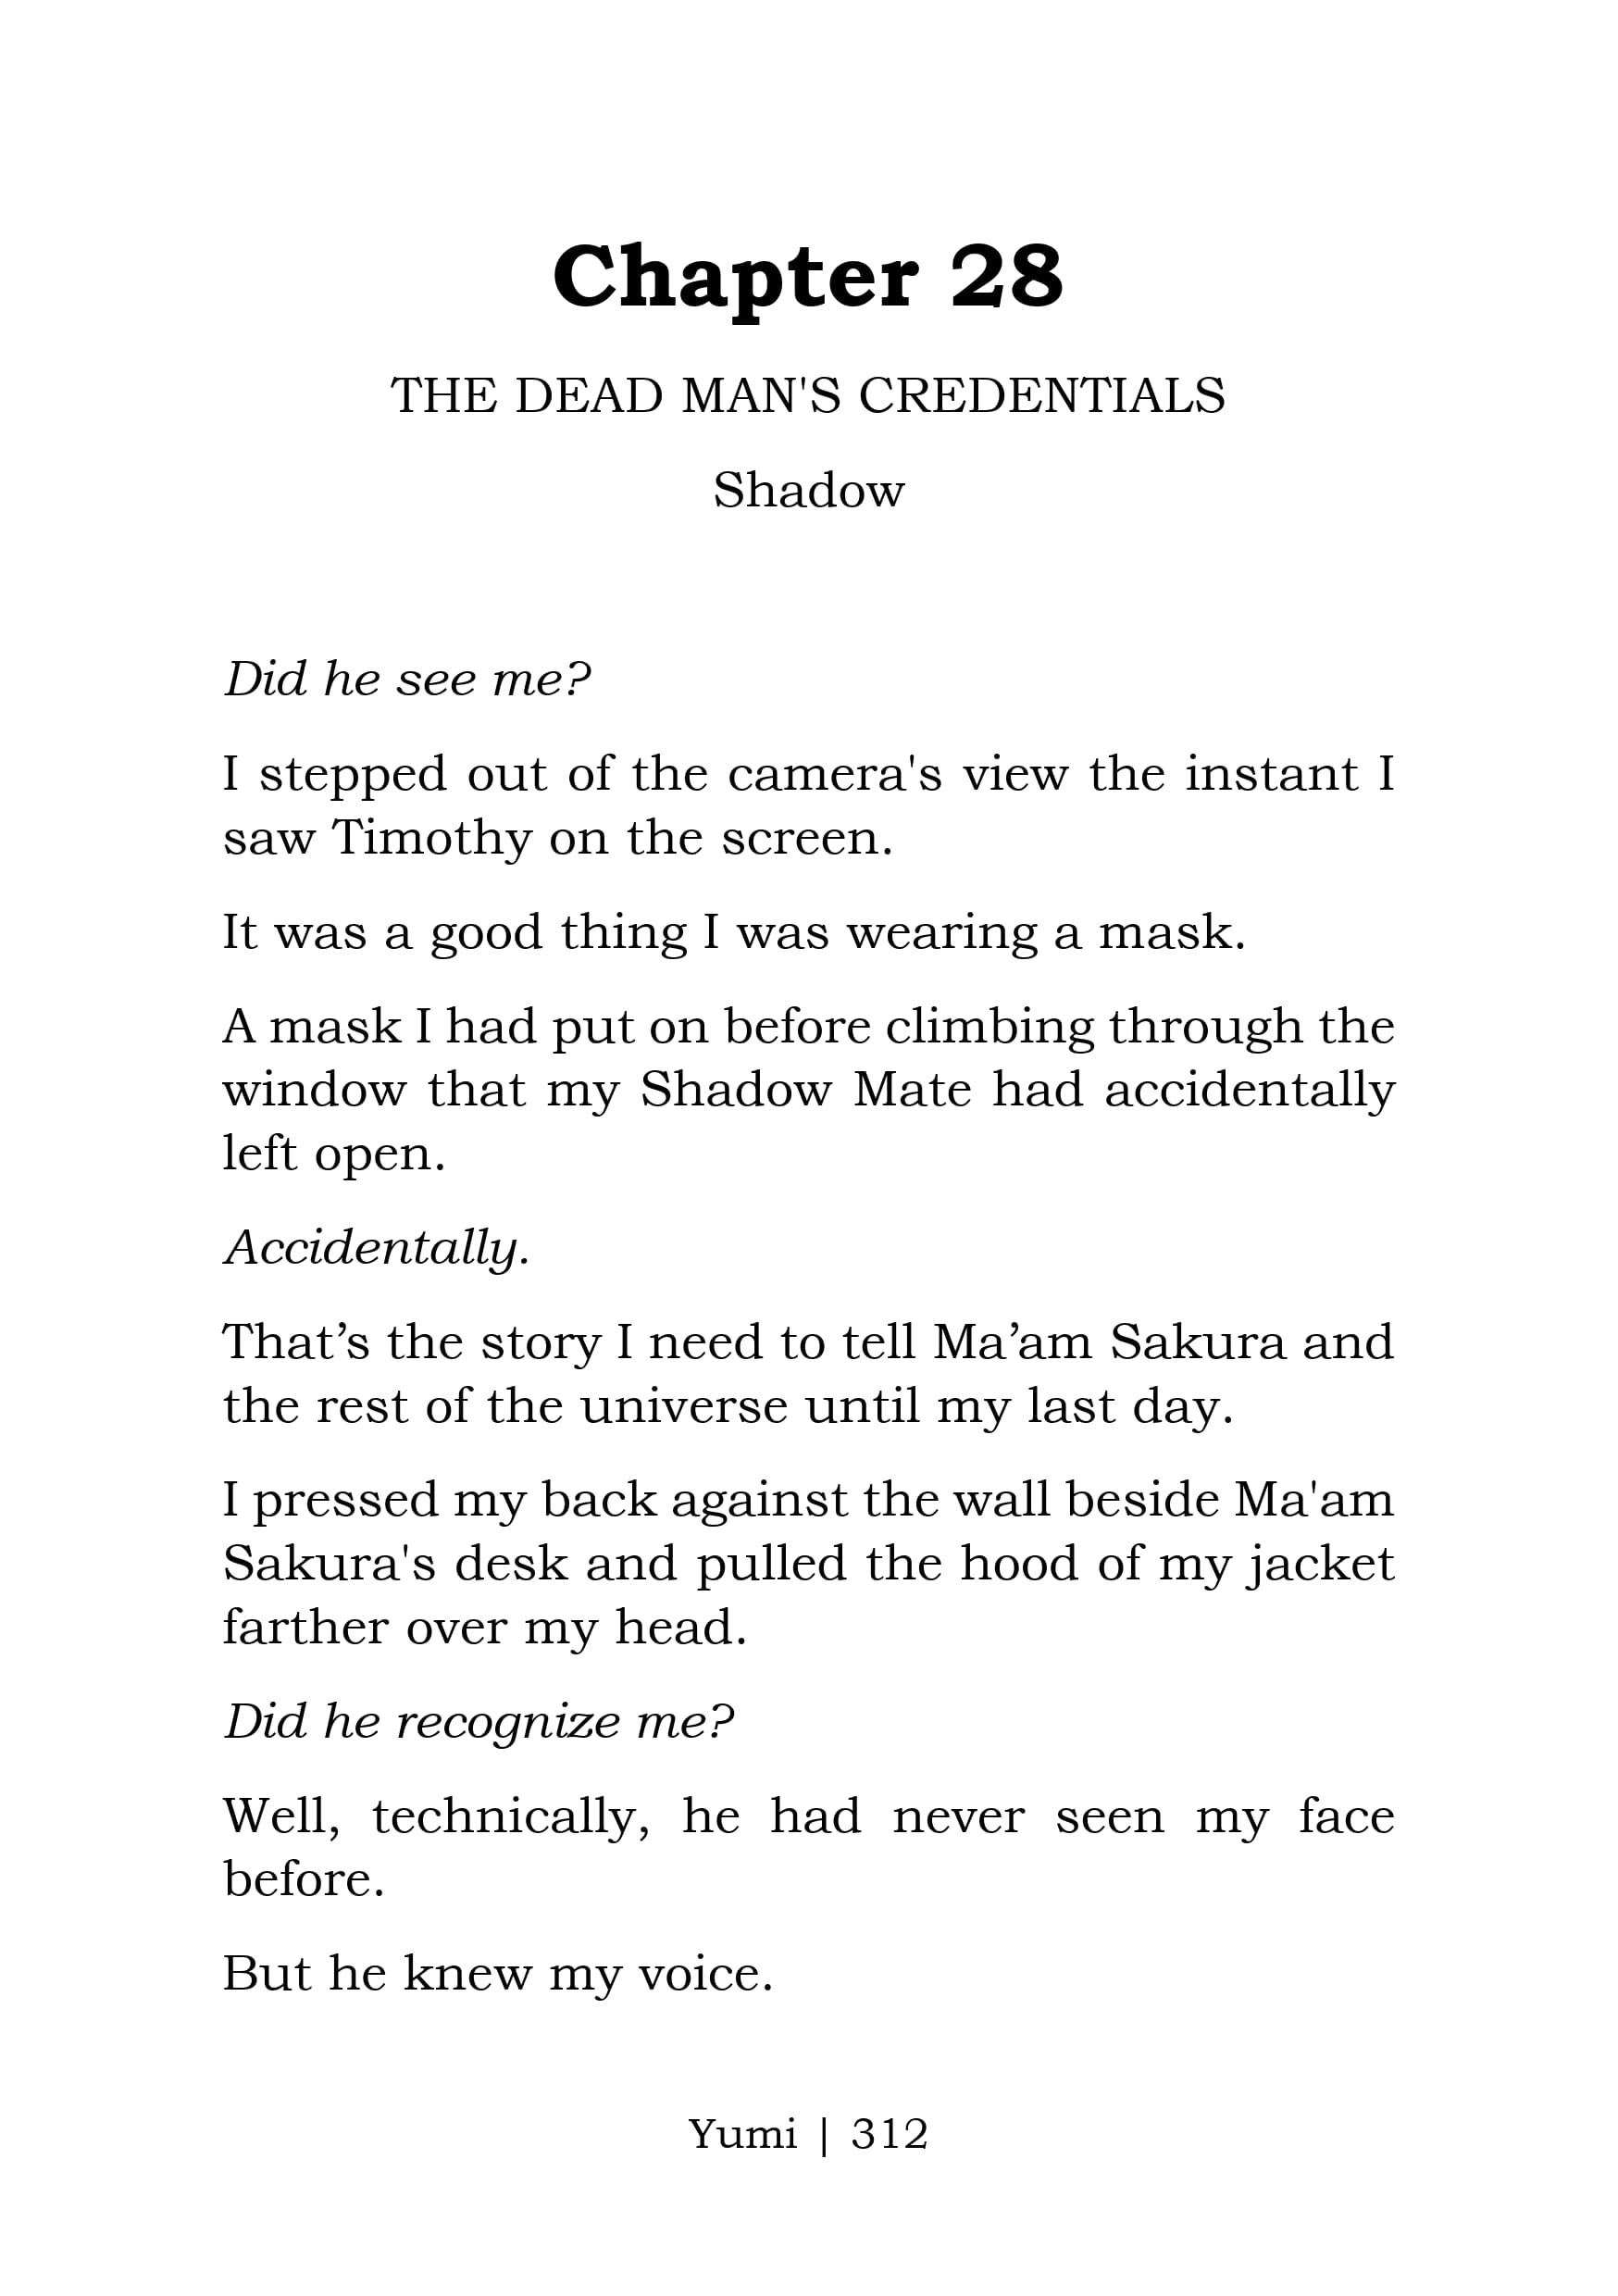 Chapter 28
THE DEAD MAN'S CREDENTIALS
Shadow
Did he see me?
I stepped out of the camera's view the instant I
saw Timothy on the screen.
It was a good thing I was wearing a mask.
A mask I had put on before climbing through the
window that my Shadow Mate had accidentally
left open.
Accidentally.
That’s the story I need to tell Ma’am Sakura and
the rest of the universe until my last day.
I pressed my back against the wall beside Ma'am
Sakura's desk and pulled the hood of my jacket
farther over my head.
Did he recognize me?
Well, technically, he had never seen my face
before.
But he knew my voice.
Yumi | 312